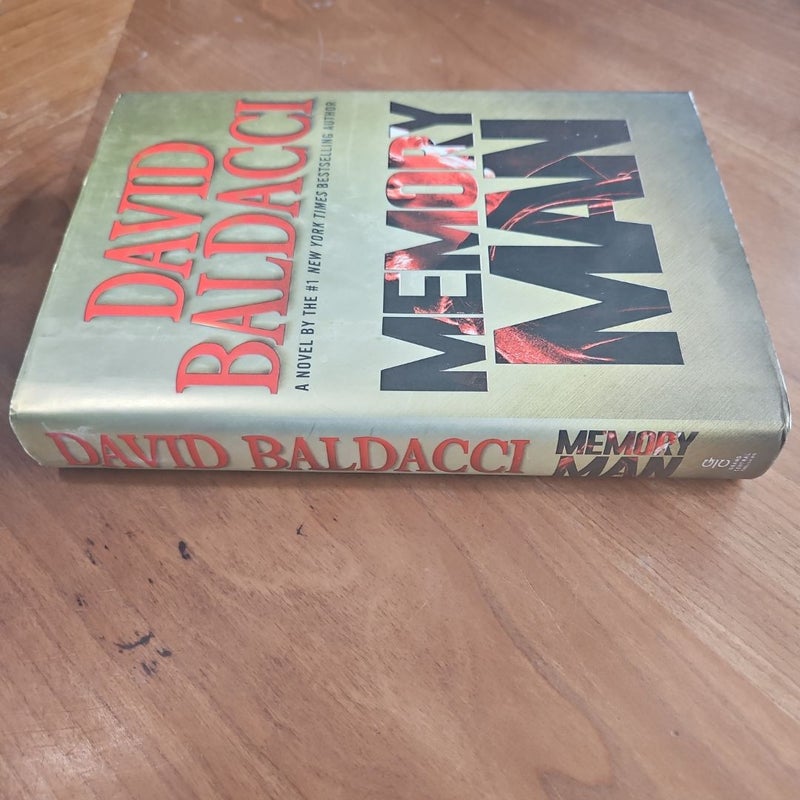 DAVID
BALDACCI
A NOVEL BY THE #1 NEW YORK TIMES BESTSELLING AUTHOR
MEMORY
MAN
DAVID BALDACCI
MEMORY
MAN